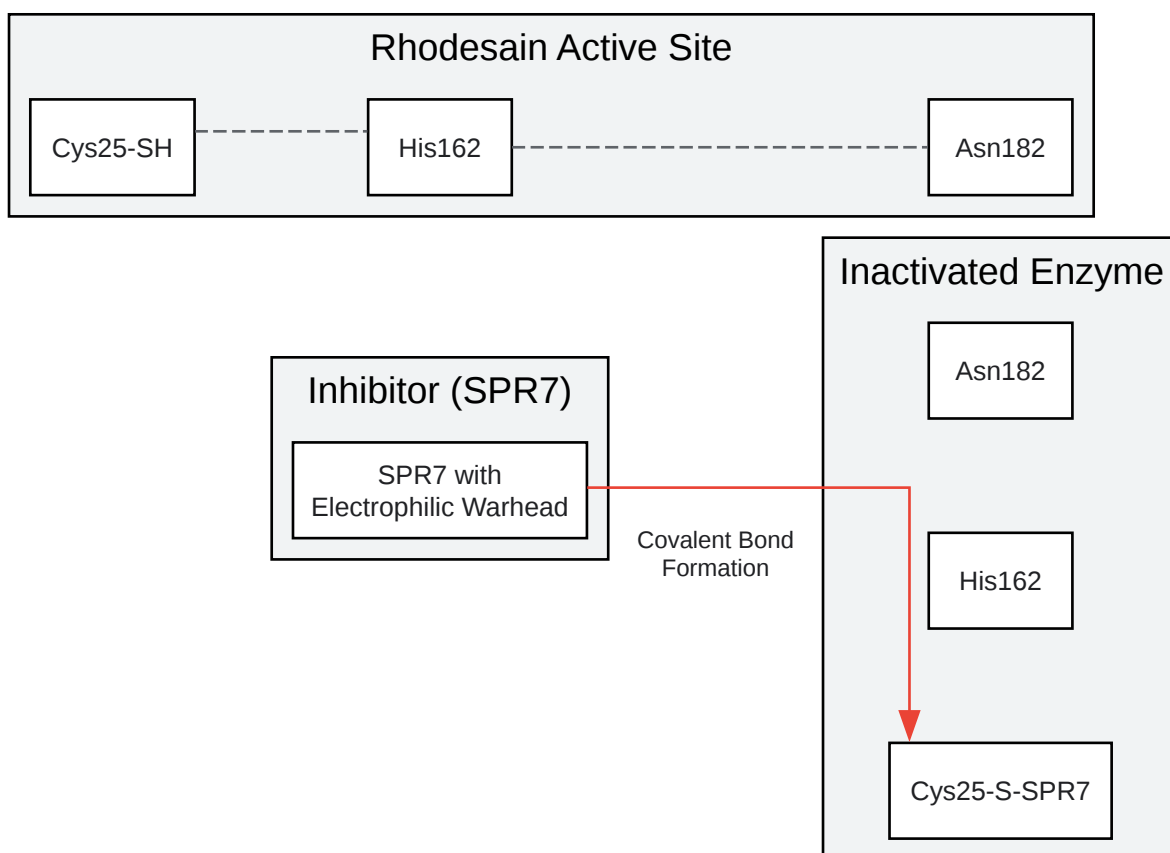 Rhodesain Active Site
Cys25-SH
His162
Asn182
Inactivated Enzyme
Asn182
Inhibitor (SPR7)
SPR7 with
Electrophilic Warhead
Covalent Bond
Formation
His162
Cys25-S-SPR7